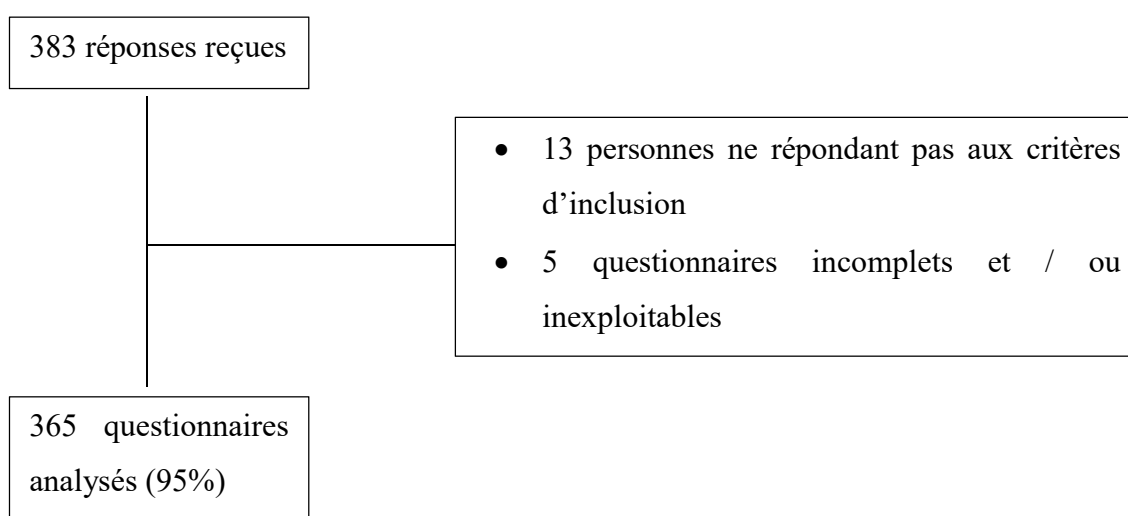 383 réponses reçues
• 13 personnes ne répondant pas aux critères
d’inclusion
• 5 questionnaires incomplets et / ou
inexploitables
365 questionnaires
analysés (95%)